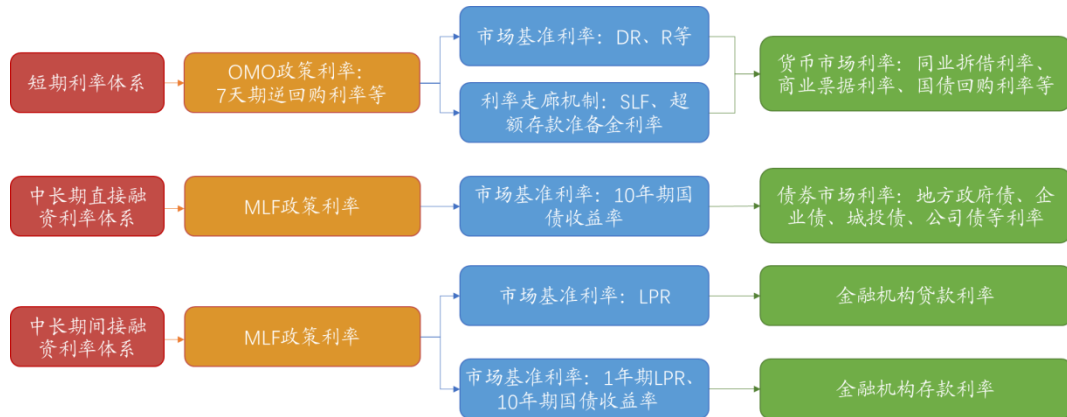 市场基准利率：DR、R等
短期利率体系
OMO政策利率：
7天期逆回购利率等
利率走廊机制：SLF、超
额存款准备金利率
货币市场利率：同业拆借利率、
商业票据利率、国债回购利率等
中长期直接融
资利率体系
MLF政策利率
市场基准利率：10年期国
债收益率
债券市场利率：地方政府债、企
业债、城投债、公司债等利率
中长期间接融
资利率体系
MLF政策利率
市场基准利率：LPR
金融机构贷款利率
市场基准利率：1年期LPR、
10年期国债收益率
金融机构存款利率